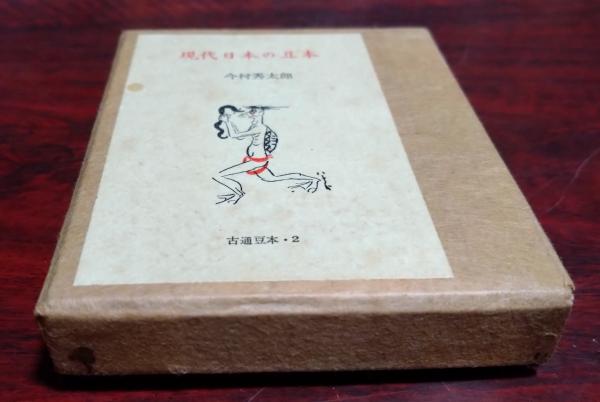 現代日本の豆本
今村秀太郎
古通豆本・2